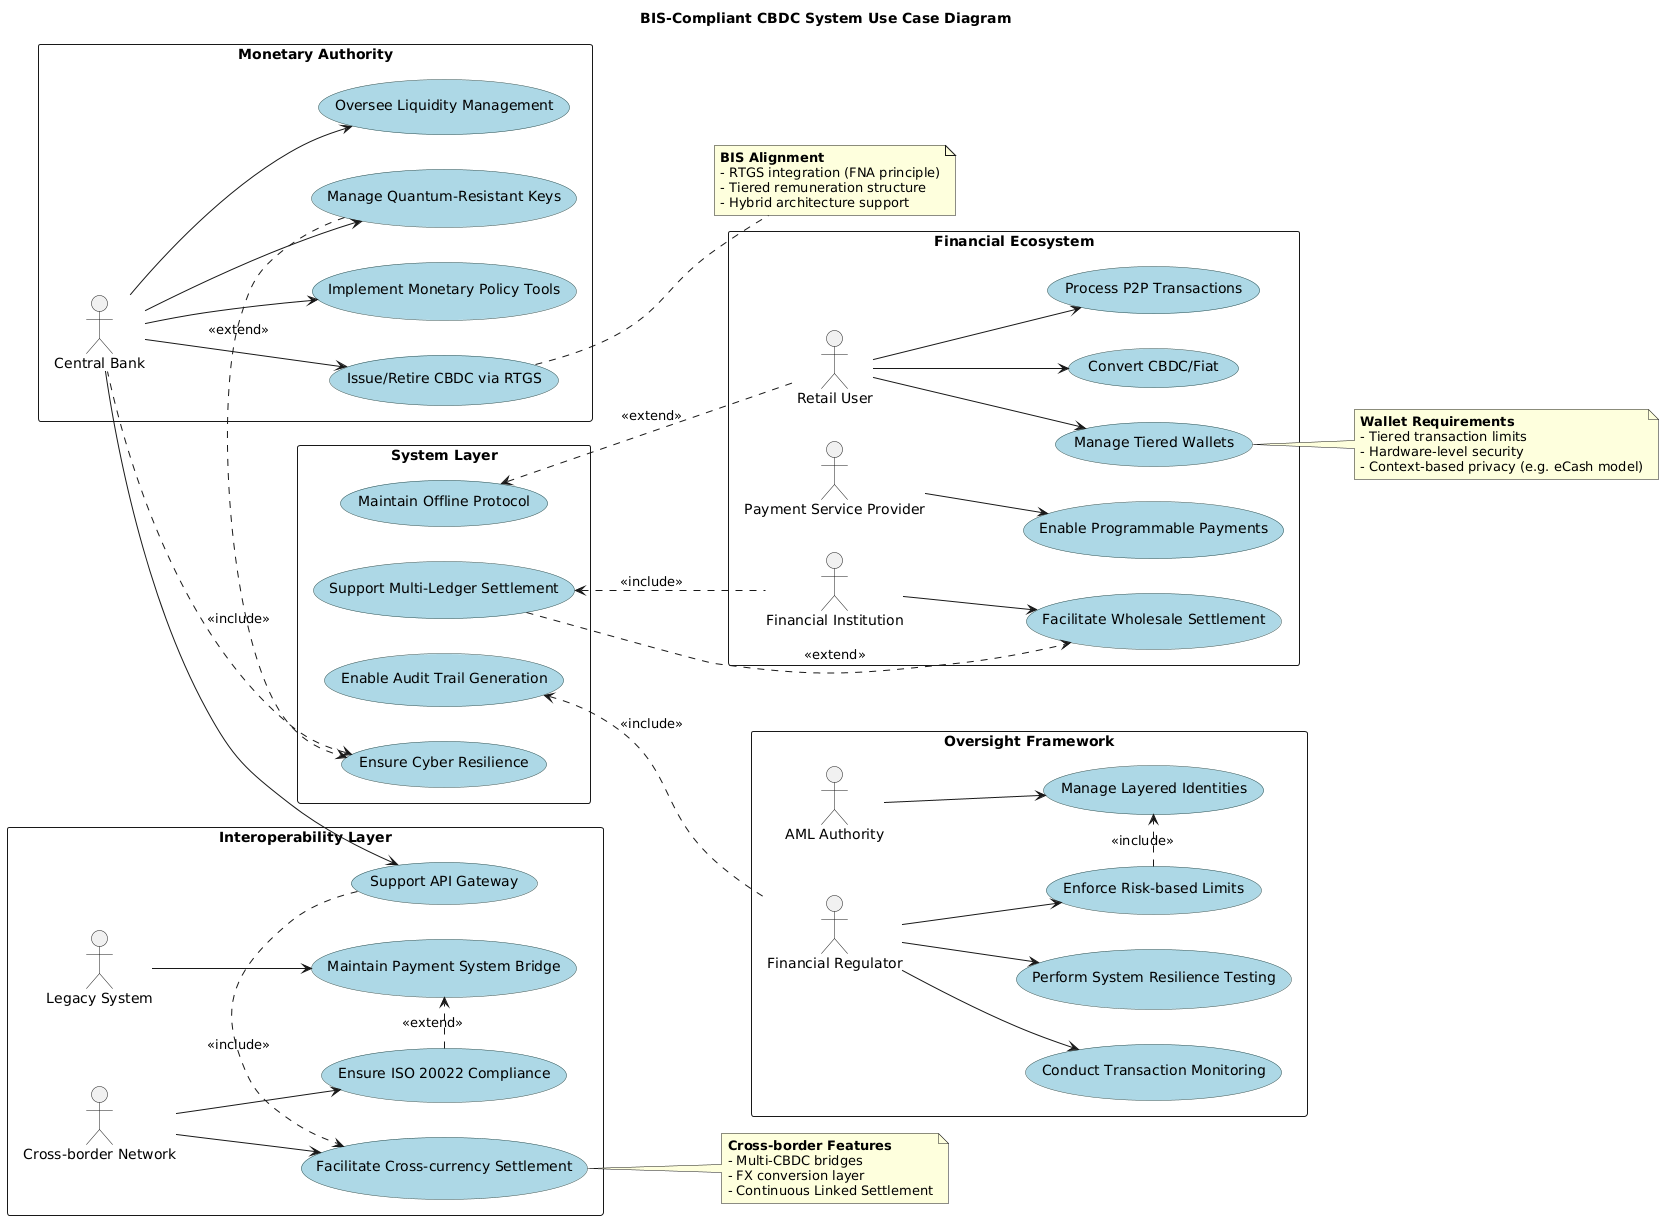 BIS-Compliant CBDC System Use Case Diagram
Monetary Authority
Oversee Liquidity Management
Manage Quantum-Resistant Keys
Implement Monetary Policy Tools
«extend»
Central Bank
Issue/Retire CBDC via RTGS
BIS Alignment
- RTGS integration (FNA principle)
- Tiered remuneration structure
- Hybrid architecture support
Financial Ecosystem
Process P2P Transactions
Convert CBDC/Fiat
Retail User
Manage Tiered Wallets
Payment Service Provider
Enable Programmable Payments
Financial Institution
Facilitate Wholesale Settlement
Wallet Requirements
- Tiered transaction limits
- Hardware-level security
- Context-based privacy (e.g. eCash model)
System Layer
«extend»
Maintain Offline Protocol
Support Multi-Ledger Settlement
«include»
«include»
«extend»
Enable Audit Trail Generation
«include»
Ensure Cyber Resilience
Oversight Framework
Manage Layered Identities
AML Authority
«include»
Enforce Risk-based Limits
Financial Regulator
Perform System Resilience Testing
Conduct Transaction Monitoring
Interoperability Layer
Support API Gateway
Maintain Payment System Bridge
Legacy System
«extend»
«include»
Ensure ISO 20022 Compliance
Cross-border Network
Facilitate Cross-currency Settlement
Cross-border Features
- Multi-CBDC bridges
- FX conversion layer
- Continuous Linked Settlement